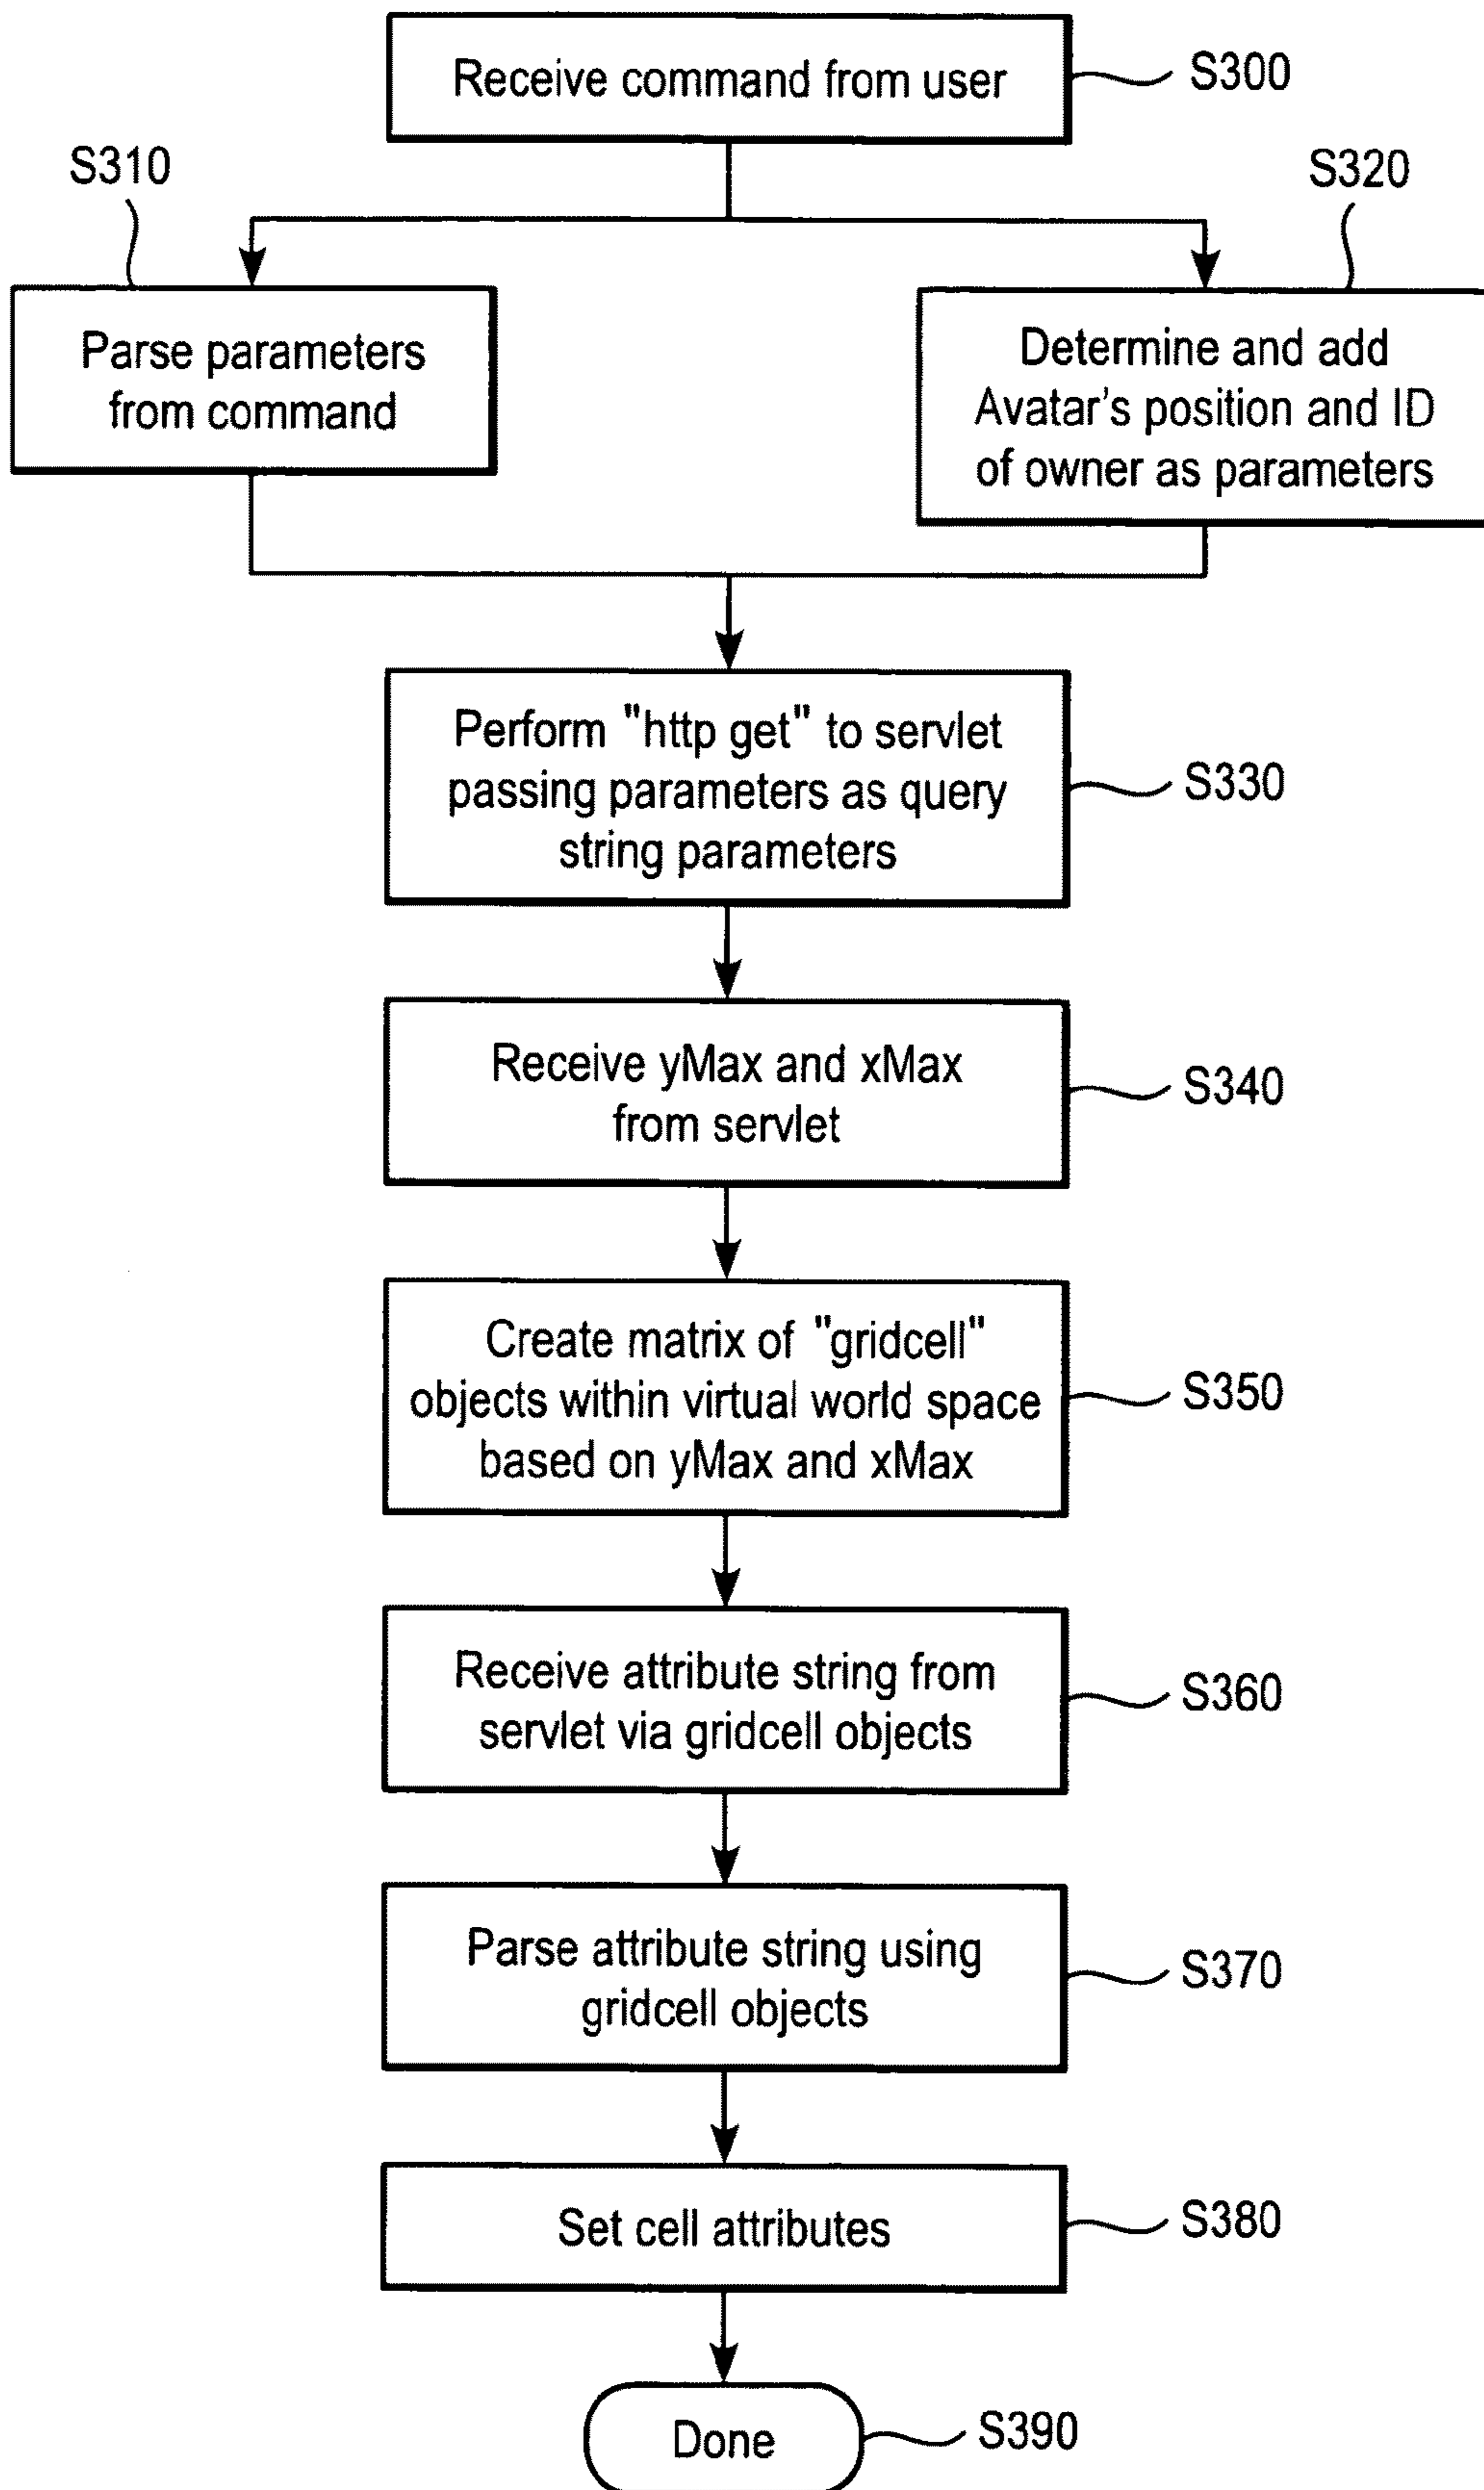 Receive command from user
S300
S310
S320
Parse parameters
from command
Determine and add
Avatar's position and ID
of owner as parameters
Perform "http get" to servlet
passing parameters as query
string parameters
S330
Receive yMax and xMax
from servlet
S340
Create matrix of "gridcell"
objects within virtual world space
based on yMax and xMax
S350
Receive attribute string from
servlet via gridcell objects
S360
Parse attribute string using
gridcell objects
S370
Set cell attributes
S380
Done
S390